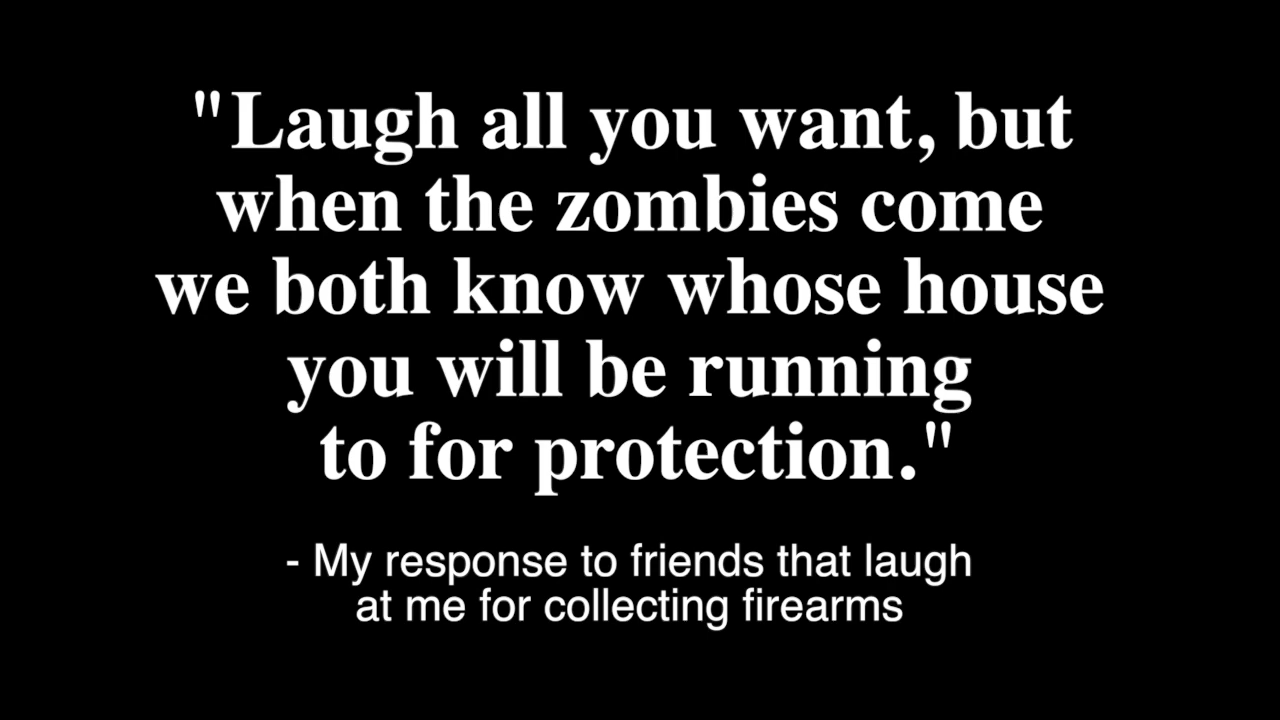 "Laugh all you want, but
when the zombies come
we both know whose house
you will be running
to for protection."
- My response to friends that laugh
at me for collecting firearms